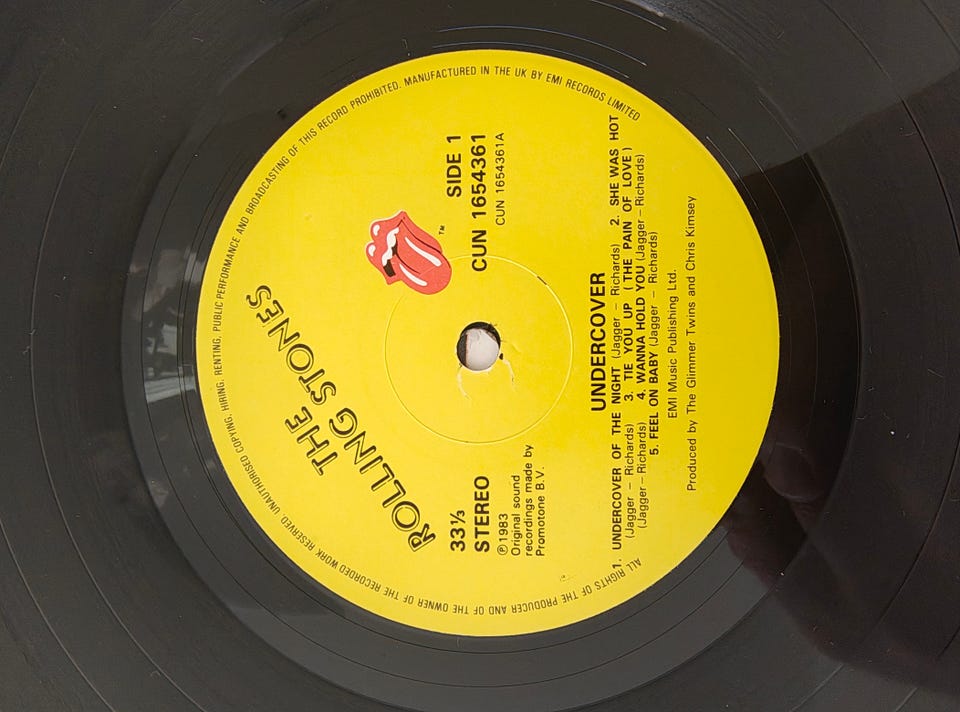 ALL RIGHTS OF THE PRODUCER AND OF THE OWNER OF THE RECORDED WORK RESERVED. UNAUTHORISED COPYING, HIRING, RENTING, PUBLIC PERFORMANCE AND BROADCASTING OF THIS RECORD PROHIBITED. MANUFACTURED IN THE UK BY EMI RECORDS LIMITED
THE
ROLLING STONES
TM
33⅓
STEREO
℗1983
Original sound
recordings made by
Promotone B.V.
SIDE 1
CUN 1654361
CUN 1654361A
UNDERCOVER
1. UNDERCOVER OF THE NIGHT (Jagger – Richards) 2. SHE WAS HOT
(Jagger – Richards) 3. TIE YOU UP (THE PAIN OF LOVE)
(Jagger – Richards) 4. WANNA HOLD YOU (Jagger – Richards)
5. FEEL ON BABY (Jagger – Richards)
EMI Music Publishing Ltd.
Produced by The Glimmer Twins and Chris Kimsey